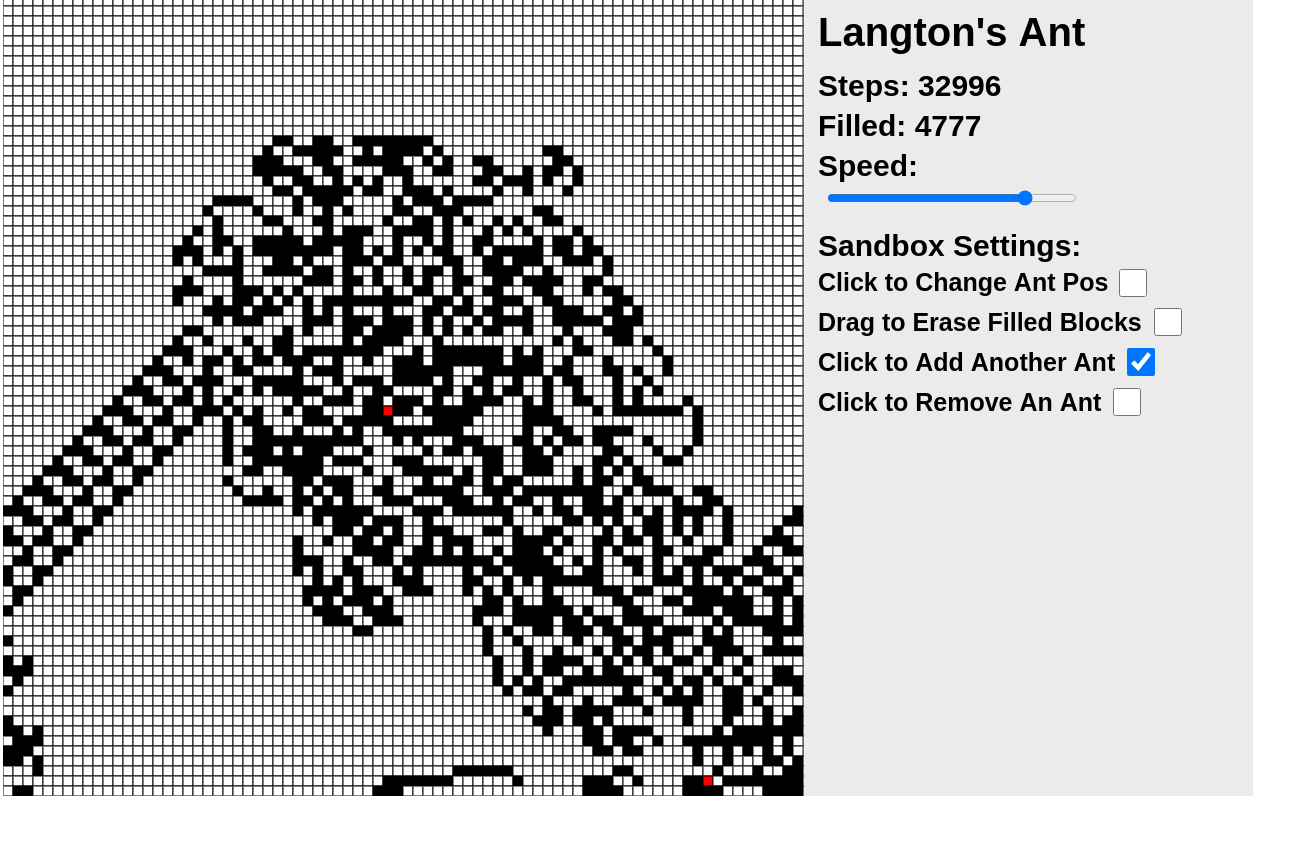 Langton's Ant
Steps: 32996
Filled: 4777
Speed:
Sandbox Settings:
Click to Change Ant Pos
Drag to Erase Filled Blocks
Click to Add Another Ant
Click to Remove An Ant